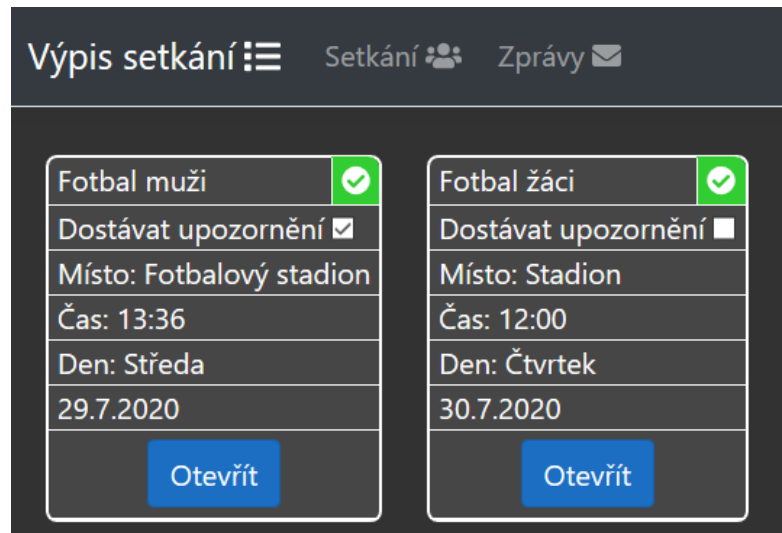 Výpis setkání Setkání Zprávy
Fotbal muži
Dostávat upozornění
Místo: Fotbalový stadion
Čas: 13:36
Den: Středa
29.7.2020
Otevřít
Fotbal žáci
Dostávat upozornění
Místo: Stadion
Čas: 12:00
Den: Čtvrtek
30.7.2020
Otevřít